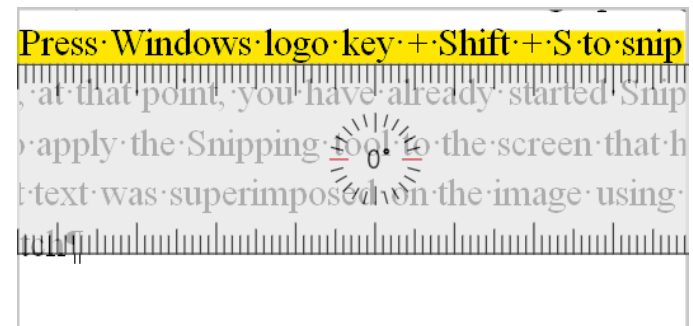 Press·Windows·logo·key·+·Shift·+·S·to·snip
,·at·that·point,·you·have·already·started·Snip
·apply·the·Snipping·tool·to·the·screen·that·h
t·text·was·superimposed·on·the·image·using·
tch¶
0°